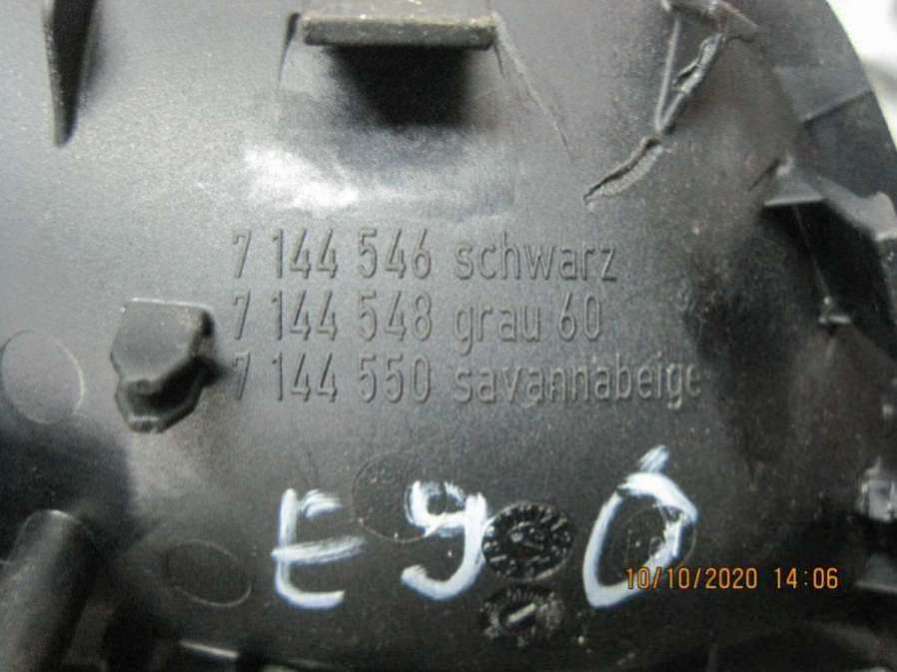 7 144 546 schwarz
7 144 548 grau 60
7 144 550 savannabeige
E90
10/10/2020 14:06